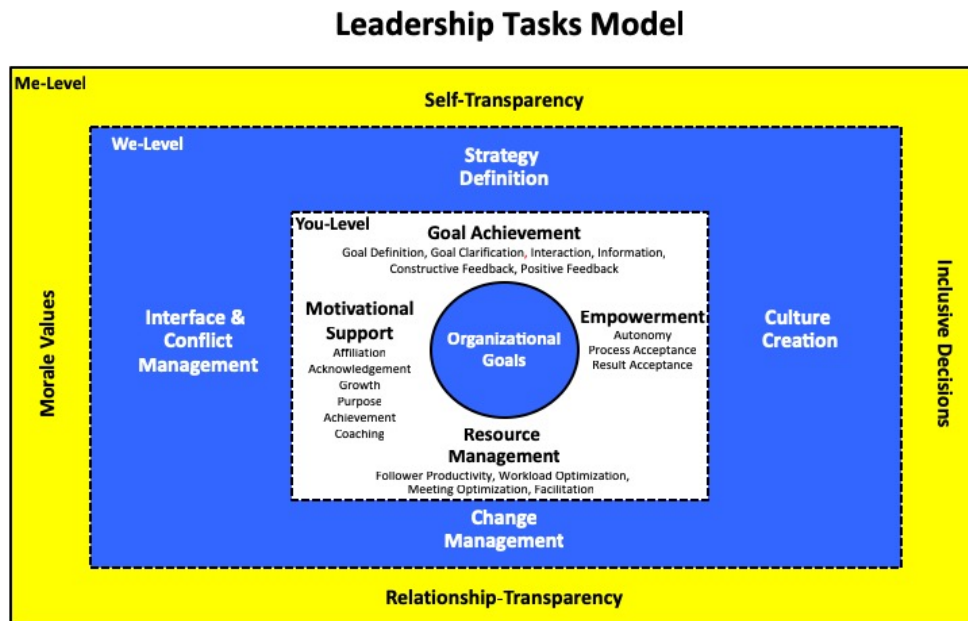 Leadership Tasks Model
Me-Level
Self-Transparency
We-Level
Strategy
Definition
You-Level
Goal Achievement
Goal Definition, Goal Clarification, Interaction, Information,
Constructive Feedback, Positive Feedback
Morale Values
Interface &
Conflict
Management
Motivational
Support
Affiliation
Acknowledgement
Growth
Purpose
Achievement
Coaching
Organizational
Goals
Empowerment
Autonomy
Process Acceptance
Result Acceptance
Culture
Creation
Inclusive Decisions
Resource
Management
Follower Productivity, Workload Optimization,
Meeting Optimization, Facilitation
Change
Management
Relationship-Transparency